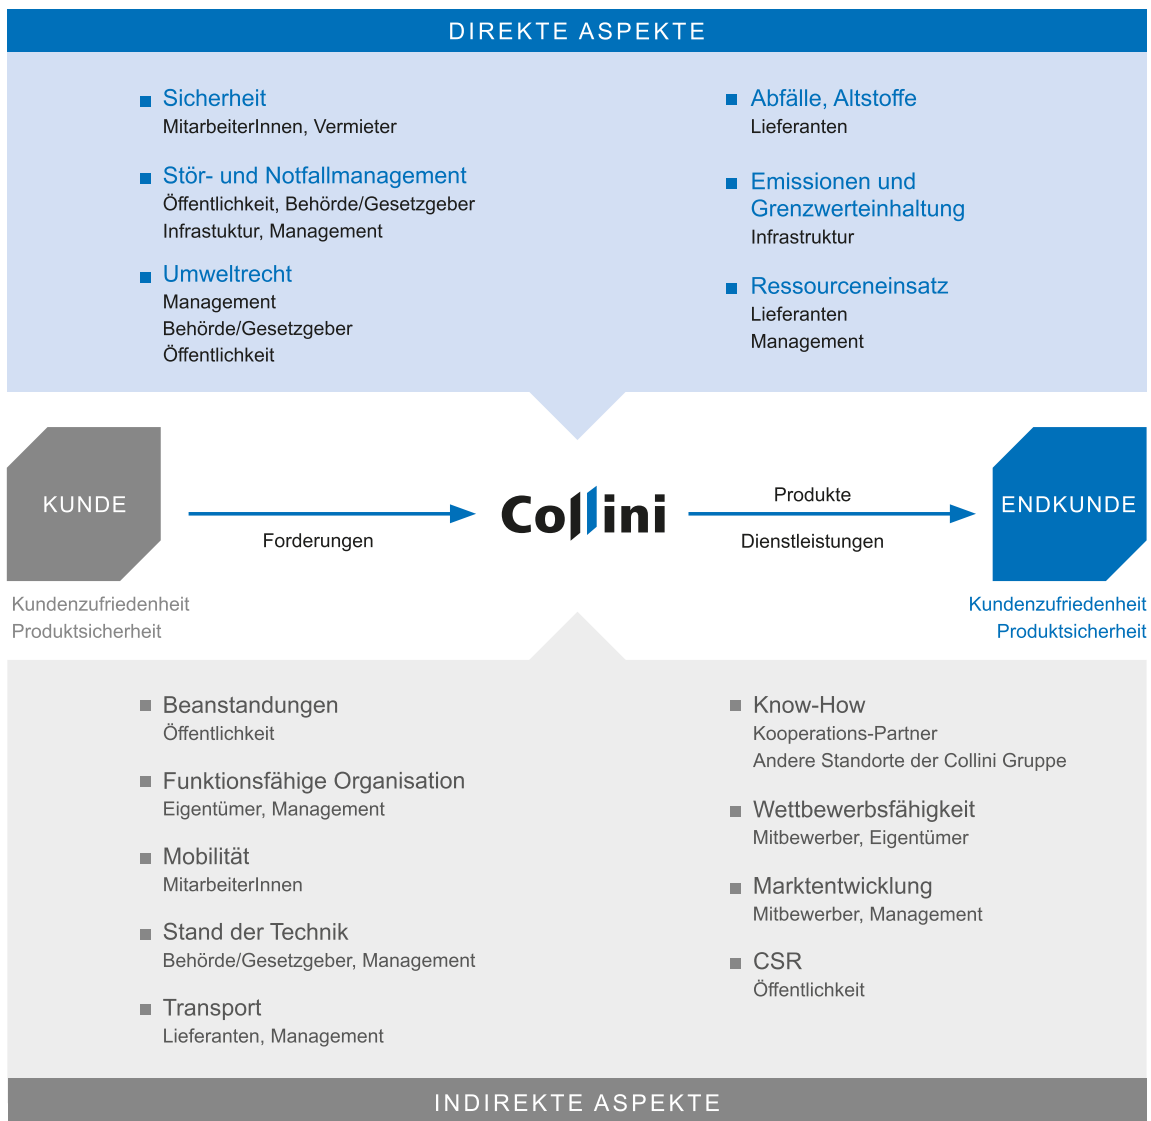 DIREKTE ASPEKTE
Sicherheit
MitarbeiterInnen, Vermieter
Stör- und Notfallmanagement
Öffentlichkeit, Behörde/Gesetzgeber
Infrastuktur, Management
Umweltrecht
Management
Behörde/Gesetzgeber
Öffentlichkeit
Abfälle, Altstoffe
Lieferanten
Emissionen und
Grenzwerteinhaltung
Infrastruktur
Ressourceneinsatz
Lieferanten
Management
KUNDE
Forderungen
Collini
Produkte
Dienstleistungen
ENDKUNDE
Kundenzufriedenheit
Produktsicherheit
Kundenzufriedenheit
Produktsicherheit
Beanstandungen
Öffentlichkeit
Funktionsfähige Organisation
Eigentümer, Management
Mobilität
MitarbeiterInnen
Stand der Technik
Behörde/Gesetzgeber, Management
Transport
Lieferanten, Management
Know-How
Kooperations-Partner
Andere Standorte der Collini Gruppe
Wettbewerbsfähigkeit
Mitbewerber, Eigentümer
Marktentwicklung
Mitbewerber, Management
CSR
Öffentlichkeit
INDIREKTE ASPEKTE